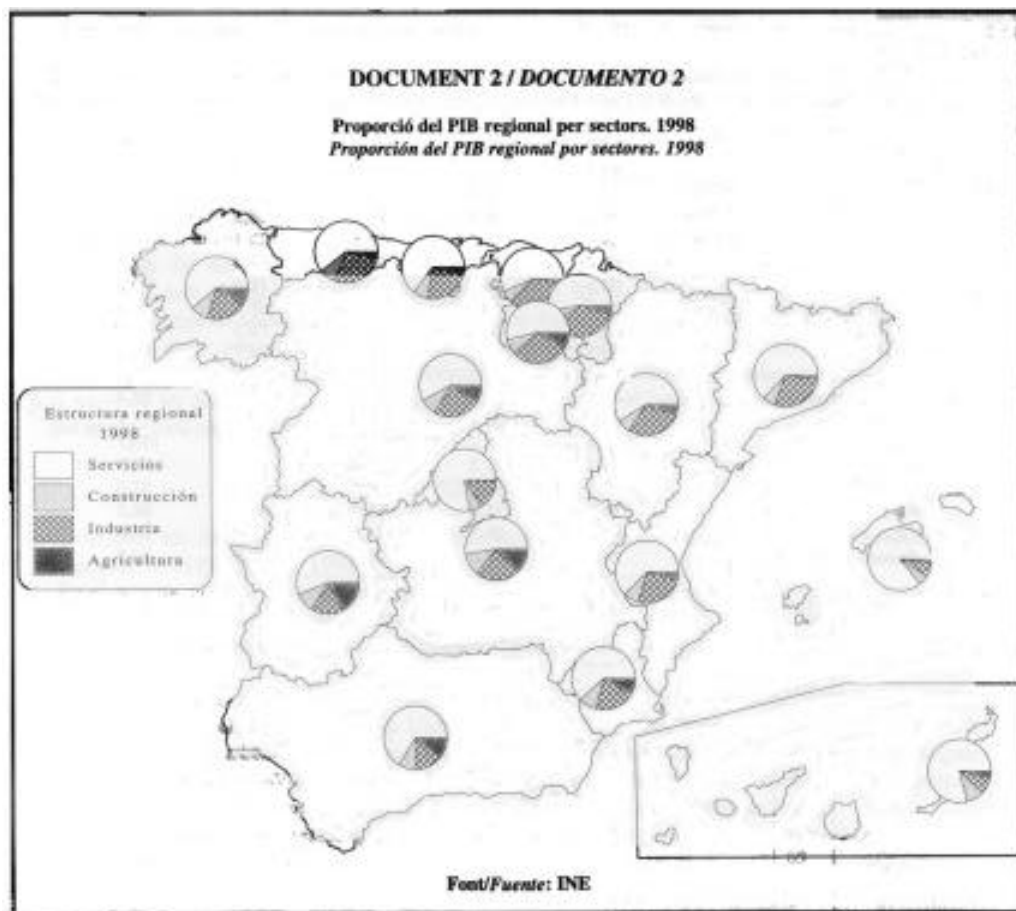 DOCUMENT 2 / DOCUMENTO 2
Proporció del PIB regional per sectors. 1998
Proporción del PIB regional por sectores. 1998
Estructura regional
1998
Servicios
Construcción
Industria
Agricultura
Font/Fuente: INE